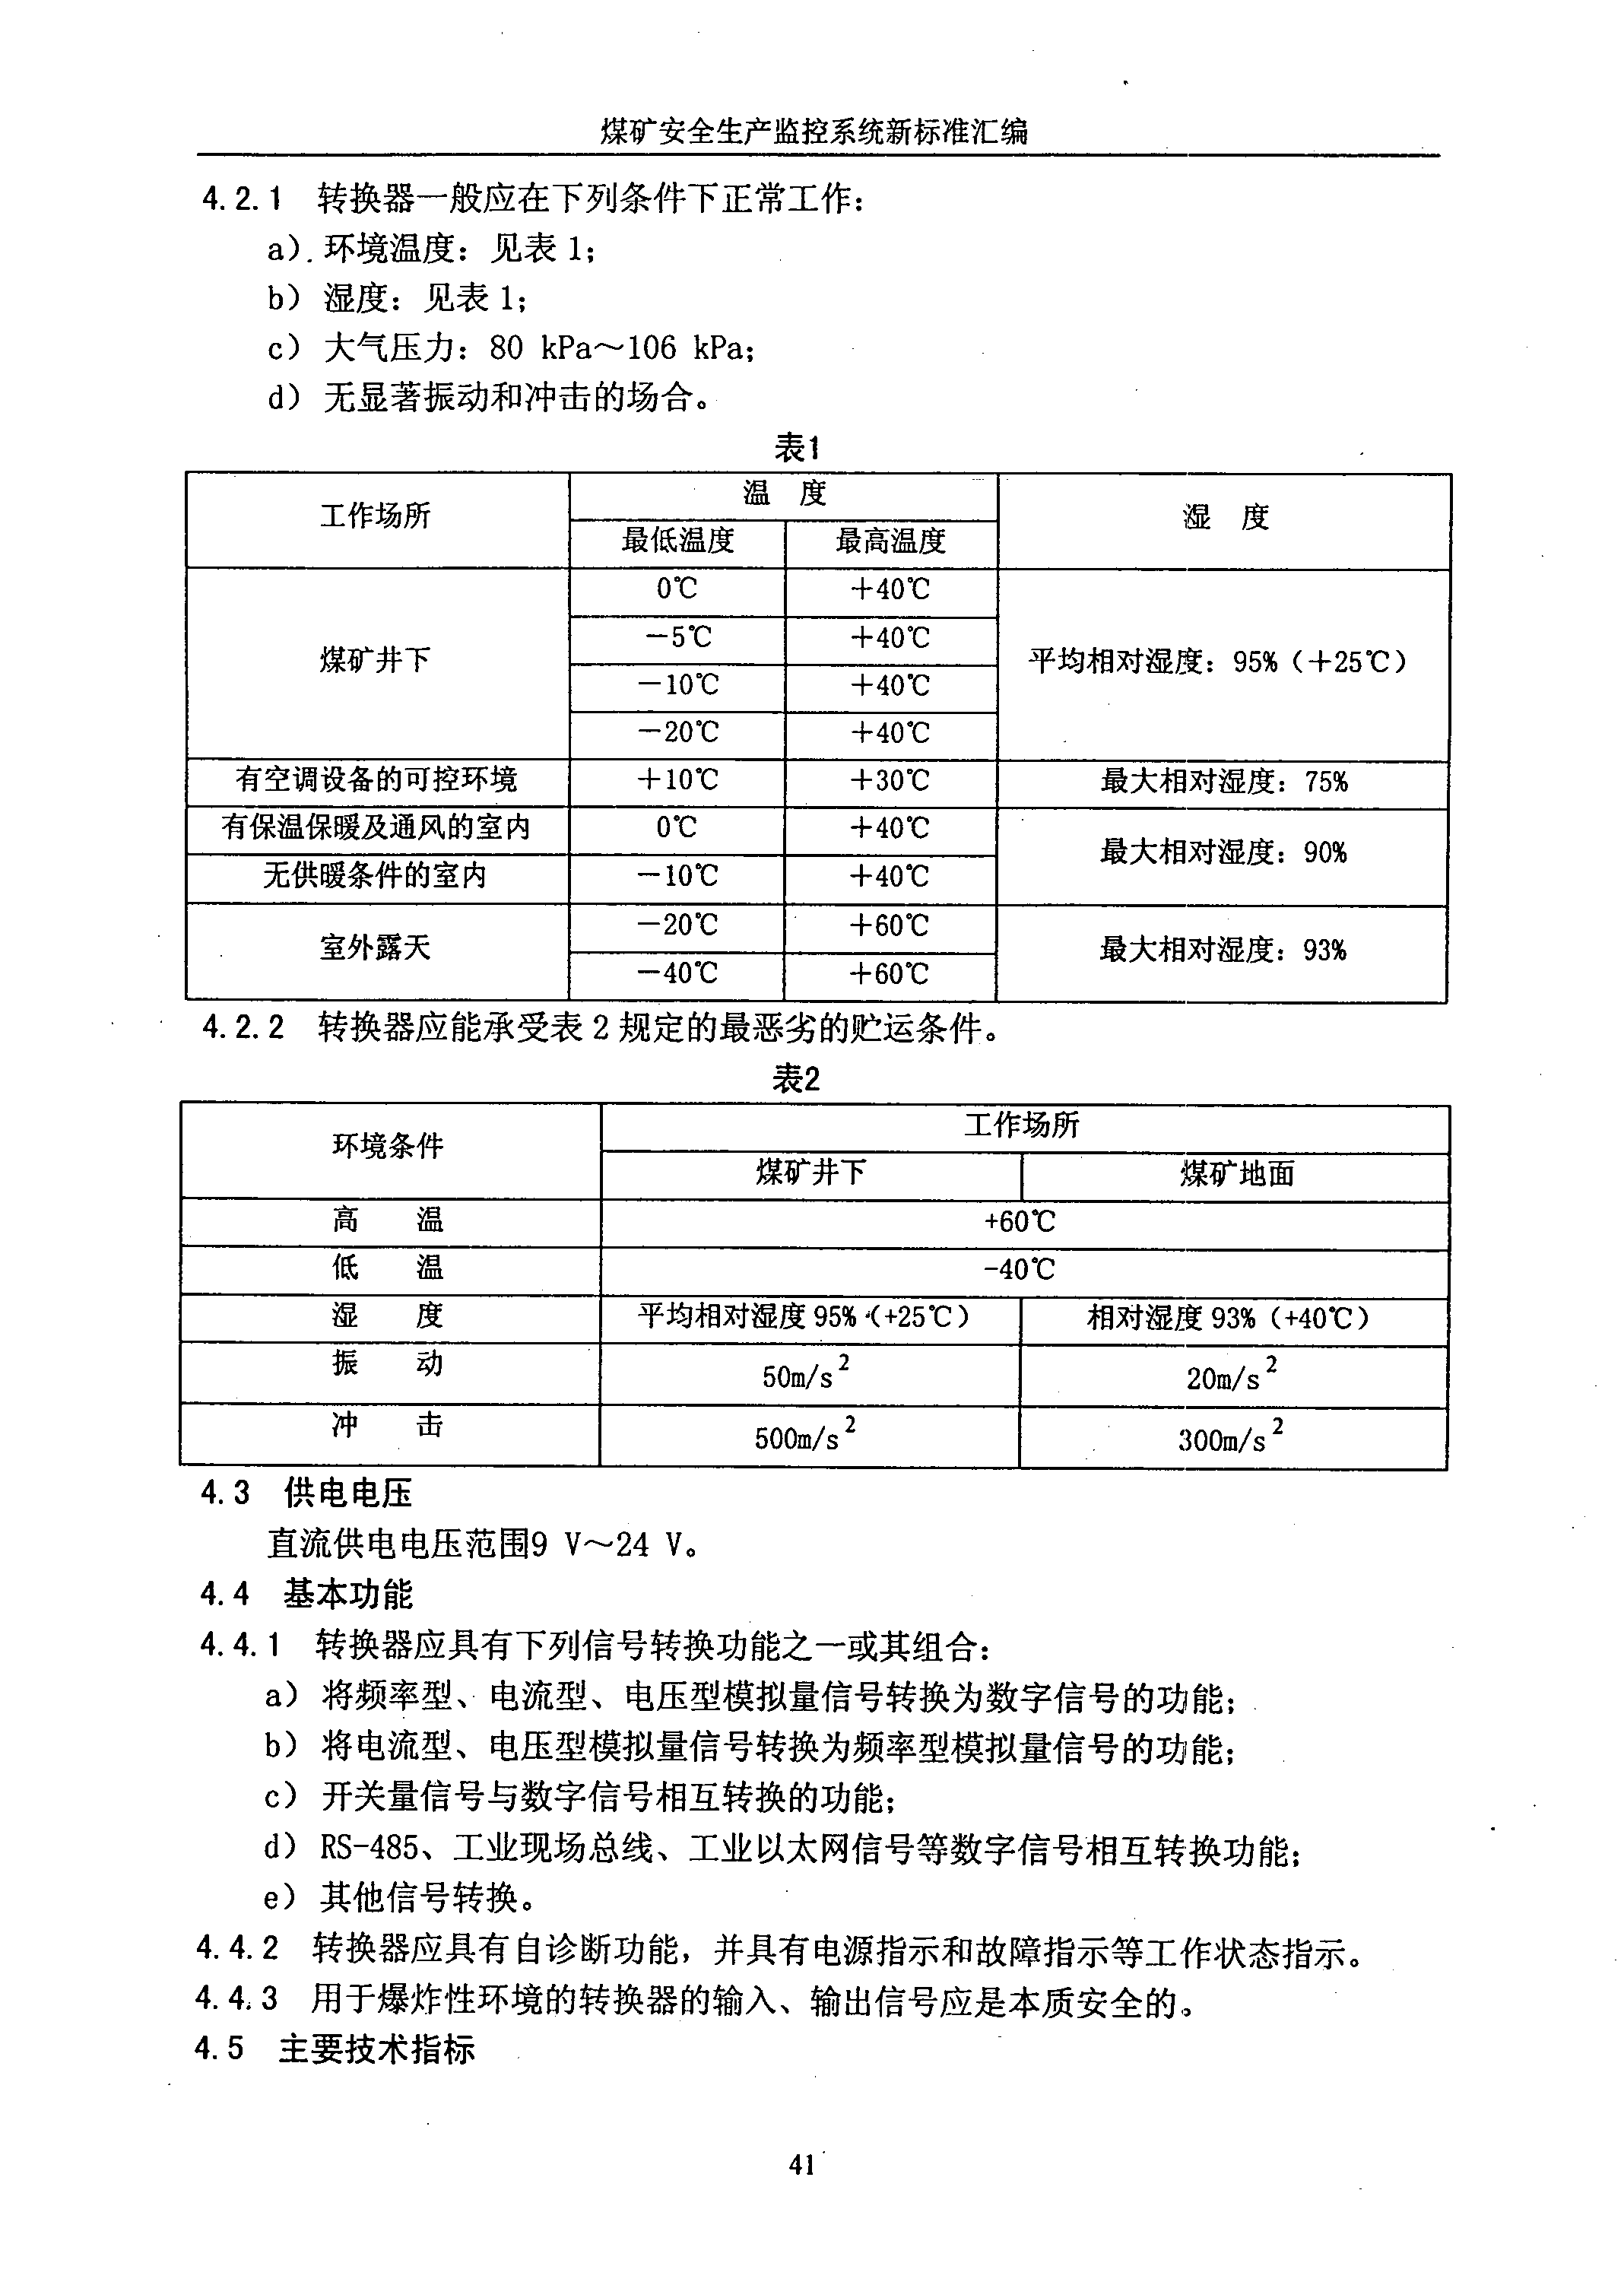 煤矿安全生产监控系统新标准汇编
4.2.1 转换器一般应在下列条件下正常工作：
a）环境温度：见表 1；
b）湿度：见表 1；
c）大气压力：80 kPa～106 kPa；
d）无显著振动和冲击的场合。
表1
工作场所 温 度 湿 度
最低温度 最高温度
煤矿井下 0℃ ＋40℃ 平均相对湿度：95%（＋25℃）
－5℃ ＋40℃
－10℃ ＋40℃
－20℃ ＋40℃
有空调设备的可控环境 ＋10℃ ＋30℃ 最大相对湿度：75%
有保温保暖及通风的室内 0℃ ＋40℃ 最大相对湿度：90%
无供暖条件的室内 －10℃ ＋40℃
室外露天 －20℃ ＋60℃ 最大相对湿度：93%
－40℃ ＋60℃
4.2.2 转换器应能承受表 2 规定的最恶劣的贮运条件。
表2
环境条件 工作场所
煤矿井下 煤矿地面
高 温 +60℃
低 温 -40℃
湿 度 平均相对湿度 95%（+25℃） 相对湿度 93%（+40℃）
振 动 50m/s² 20m/s²
冲 击 500m/s² 300m/s²
4.3 供电电压
直流供电电压范围9 V～24 V。
4.4 基本功能
4.4.1 转换器应具有下列信号转换功能之一或其组合：
a）将频率型、电流型、电压型模拟量信号转换为数字信号的功能；
b）将电流型、电压型模拟量信号转换为频率型模拟量信号的功能；
c）开关量信号与数字信号相互转换的功能；
d）RS-485、工业现场总线、工业以太网信号等数字信号相互转换功能；
e）其他信号转换。
4.4.2 转换器应具有自诊断功能，并具有电源指示和故障指示等工作状态指示。
4.4.3 用于爆炸性环境的转换器的输入、输出信号应是本质安全的。
4.5 主要技术指标
41